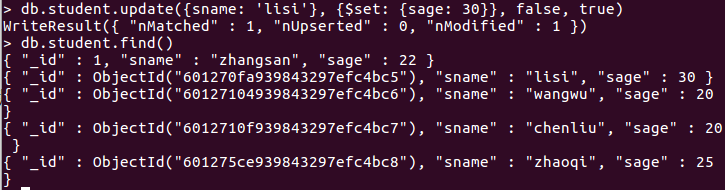 > db.student.update({sname: 'lisi'}, {$set: {sage: 30}}, false, true)
WriteResult({ "nMatched" : 1, "nUpserted" : 0, "nModified" : 1 })
> db.student.find()
{ "_id" : 1, "sname" : "zhangsan", "sage" : 22 }
{ "_id" : ObjectId("601270fa939843297efc4bc5"), "sname" : "lisi", "sage" : 30 }
{ "_id" : ObjectId("60127104939843297efc4bc6"), "sname" : "wangwu", "sage" : 20
}
{ "_id" : ObjectId("6012710f939843297efc4bc7"), "sname" : "chenliu", "sage" : 20
 }
{ "_id" : ObjectId("601275ce939843297efc4bc8"), "sname" : "zhaoqi", "sage" : 25
}